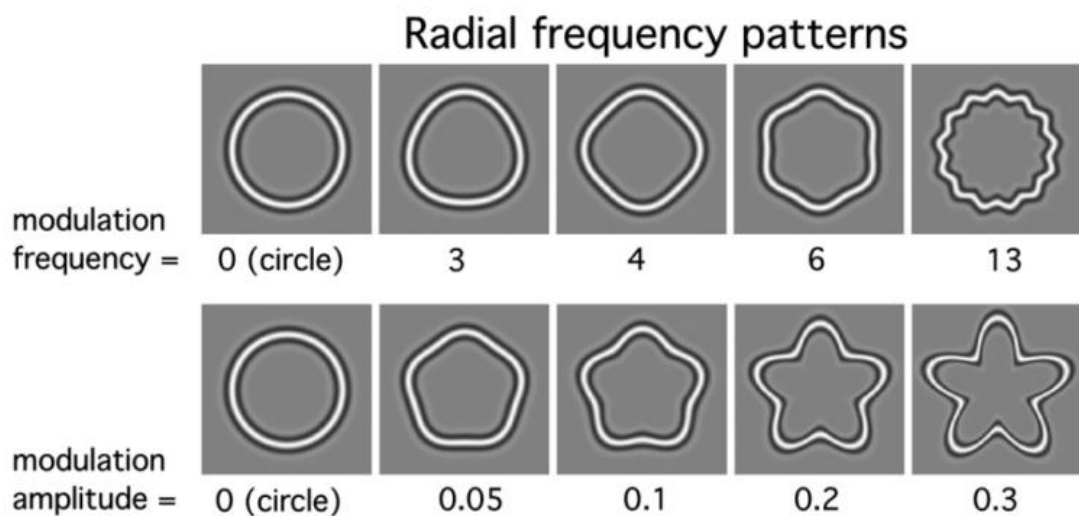 Radial frequency patterns
modulation
frequency = 0 (circle) 3 4 6 13
modulation
amplitude = 0 (circle) 0.05 0.1 0.2 0.3